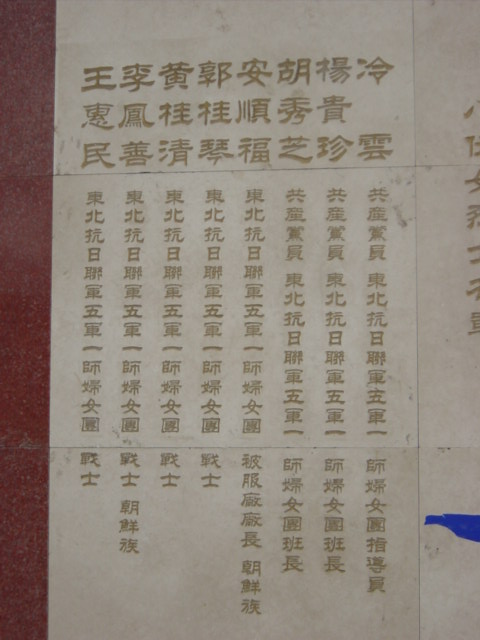 冷雲 共産黨員 東北抗日聯軍五軍一師婦女團指導員
楊貴珍 共産黨員 東北抗日聯軍五軍一師婦女團班長
胡秀芝 共産黨員 東北抗日聯軍五軍一師婦女團班長
安順福 東北抗日聯軍五軍一師婦女團被服廠廠長 朝鮮族
郭桂琴 東北抗日聯軍五軍一師婦女團戰士
黄桂清 東北抗日聯軍五軍一師婦女團戰士
李鳳善 東北抗日聯軍五軍一師婦女團戰士 朝鮮族
王惠民 東北抗日聯軍五軍一師婦女團戰士